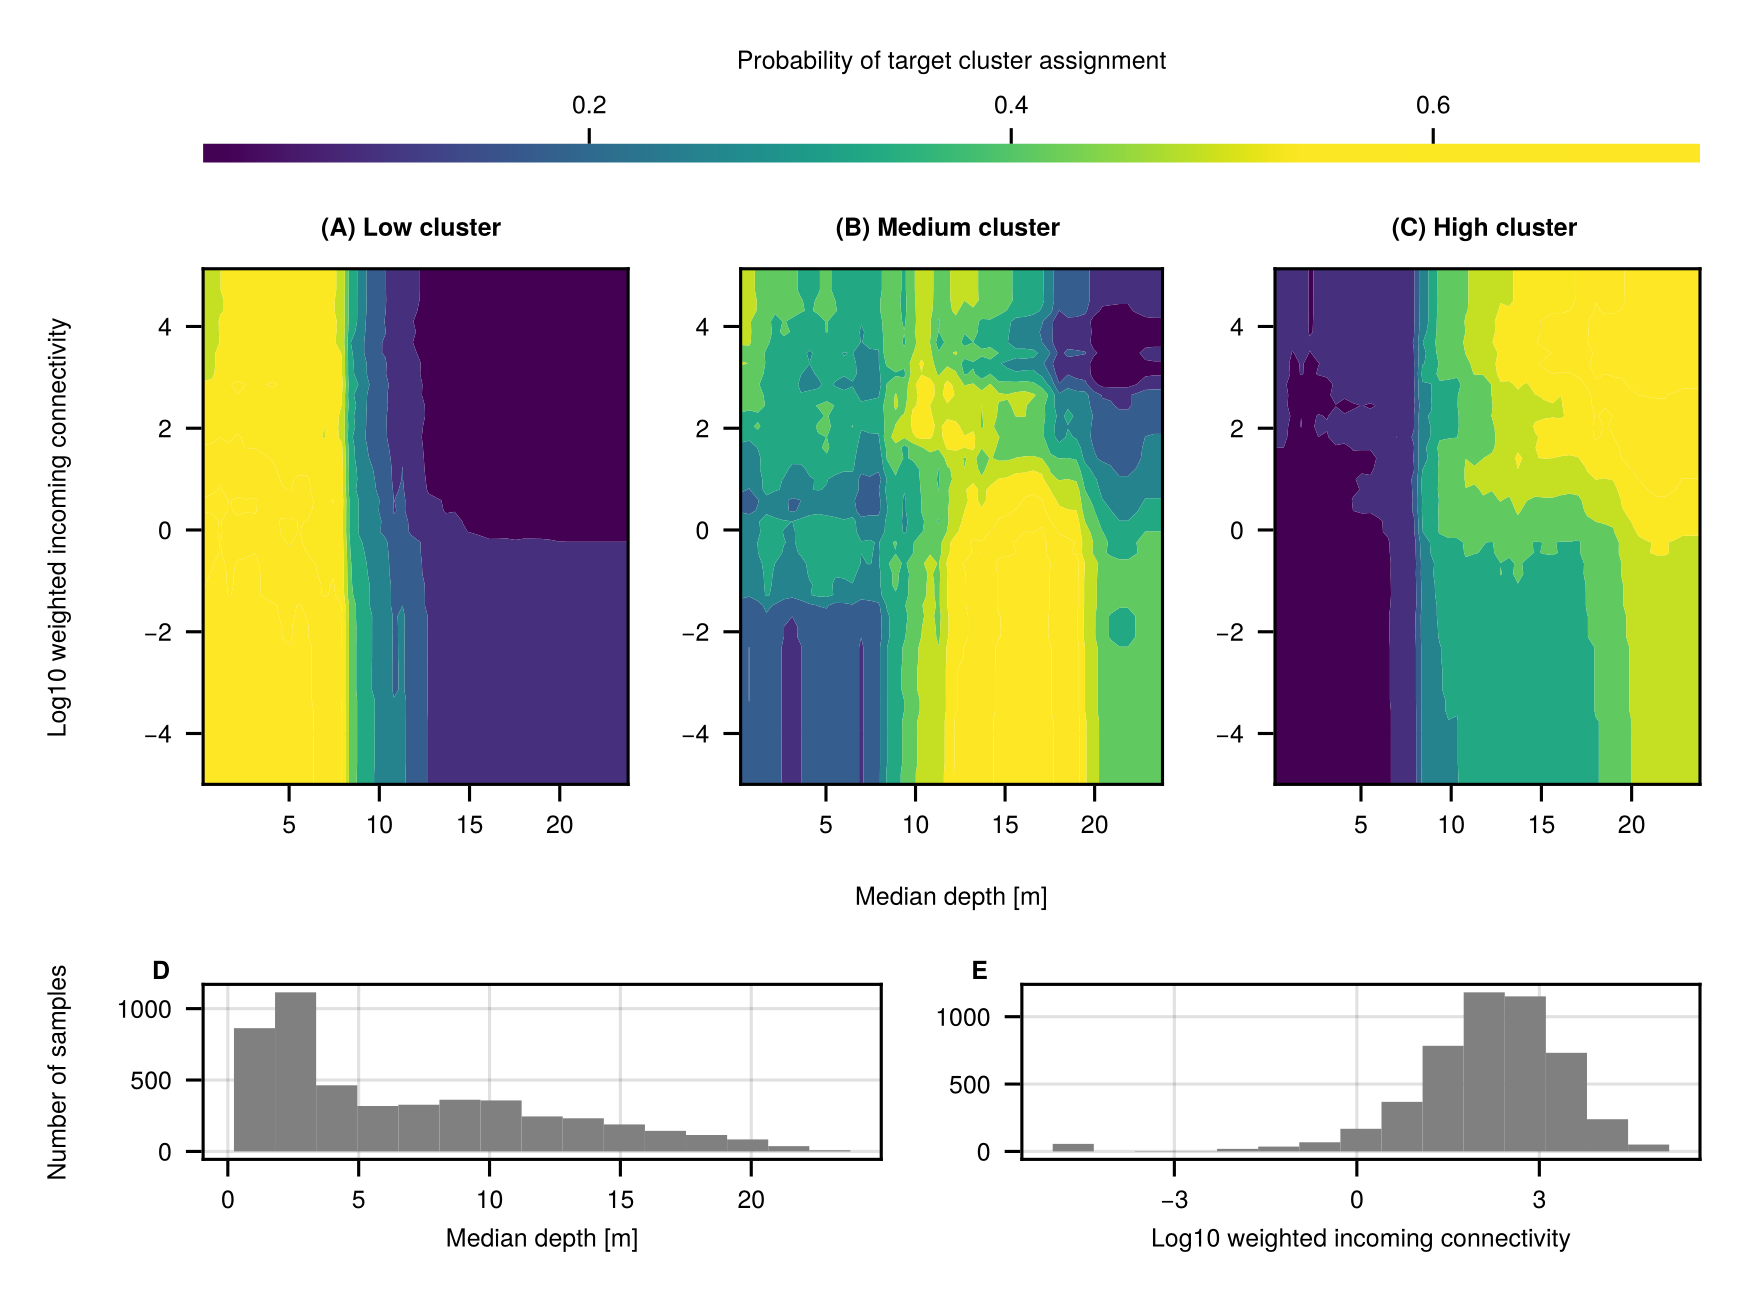 Probability of target cluster assignment
0.2 0.4 0.6
(A) Low cluster (B) Medium cluster (C) High cluster
Log10 weighted incoming connectivity
4 2 0 −2 −4
5 10 15 20
4 2 0 −2 −4
5 10 15 20
4 2 0 −2 −4
5 10 15 20
Median depth [m]
D
Number of samples
1000 500 0
0 5 10 15 20
Median depth [m]
E
1000 500 0
−3 0 3
Log10 weighted incoming connectivity